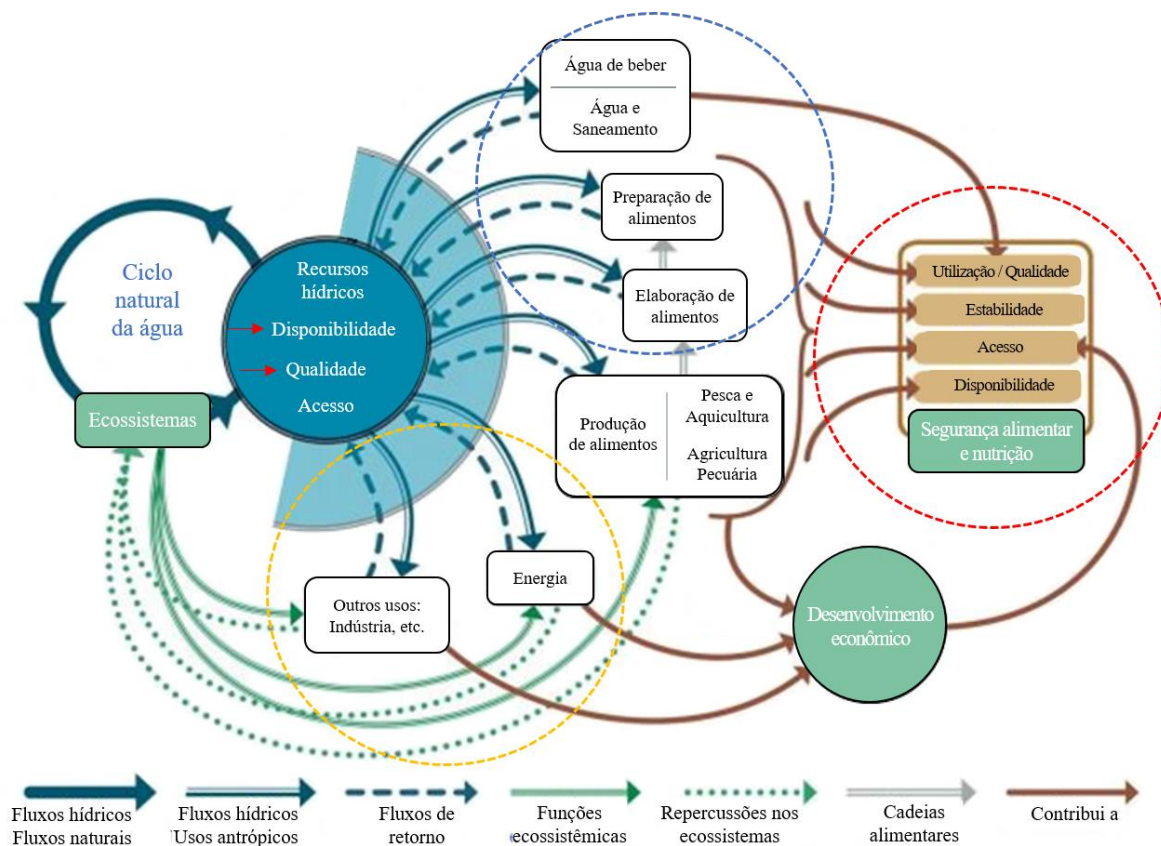 Água de beber
Água e
Saneamento
Preparação de
alimentos
Elaboração de
alimentos
Ciclo
natural
da água
Recursos
hídricos
Disponibilidade
Qualidade
Acesso
Ecossistemas
Produção
de alimentos
Pesca e
Aquicultura
Agricultura
Pecuária
Utilização / Qualidade
Estabilidade
Acesso
Disponibilidade
Segurança alimentar
e nutrição
Energia
Outros usos:
Indústria, etc.
Desenvolvimento
econômico
Fluxos hídricos
Fluxos naturais
Fluxos hídricos
Usos antrópicos
Fluxos de
retorno
Funções
ecossistêmicas
Repercussões nos
ecosistemas
Cadeias
alimentares
Contribui a